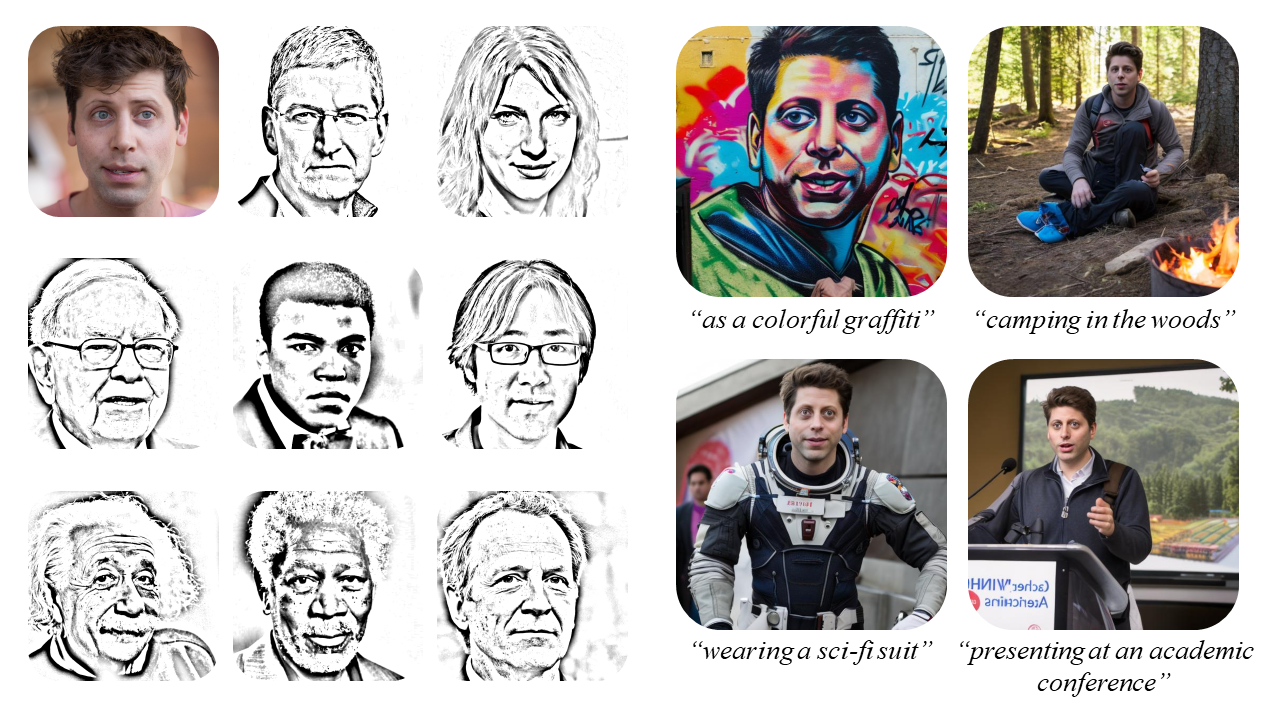 “as a colorful graffiti”
“camping in the woods”
“wearing a sci-fi suit”
“presenting at an academic
conference”